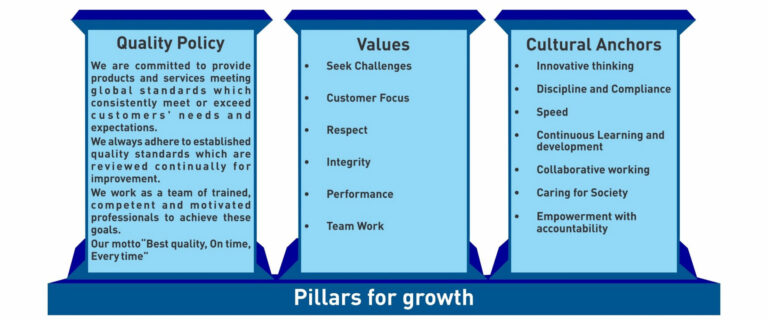 Quality Policy
We are committed to provide
products and services meeting
global standards which
consistently meet or exceed
customers' needs and
expectations.
We always adhere to established
quality standards which are
reviewed continually for
improvement.
We work as a team of trained,
competent and motivated
professionals to achieve these
goals.
Our motto"Best quality, On time,
Every time"
Values
• Seek Challenges
• Customer Focus
• Respect
• Integrity
• Performance
• Team Work
Cultural Anchors
• Innovative thinking
• Discipline and Compliance
• Speed
• Continuous Learning and
development
• Collaborative working
• Caring for Society
• Empowerment with
accountability
Pillars for growth